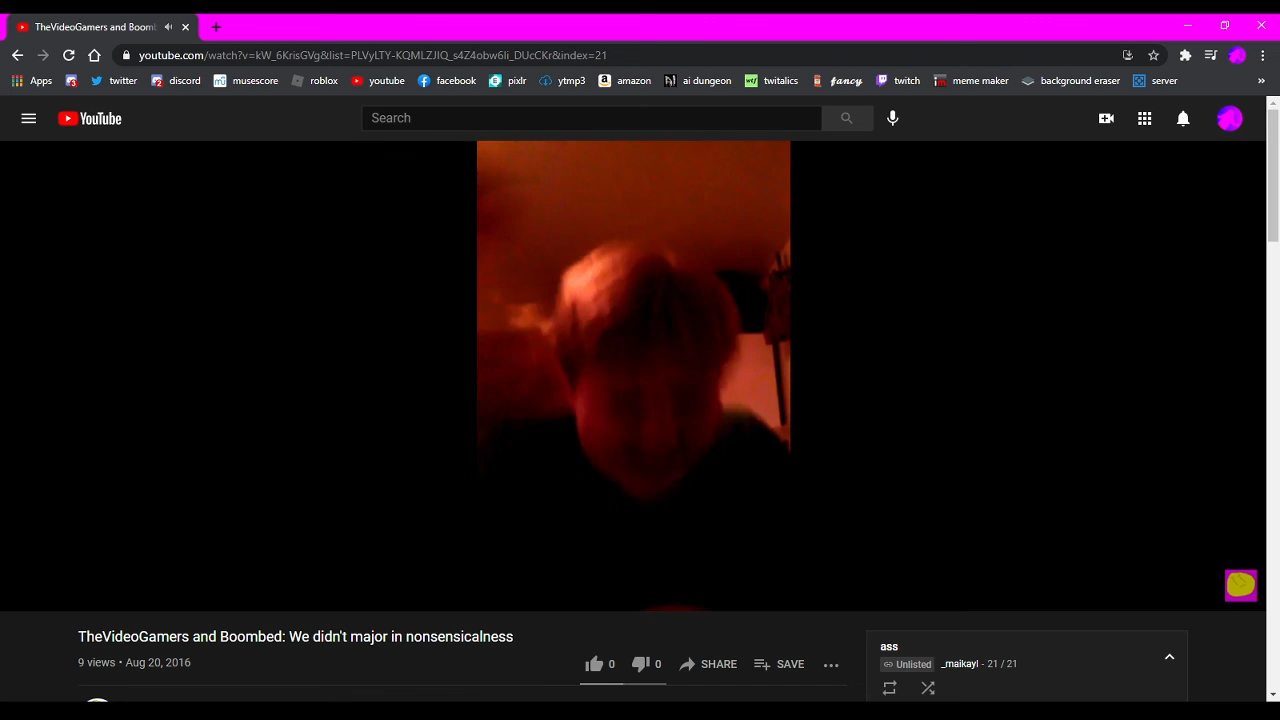 TheVideoGamers and Boomb
youtube.com/watch?v=kW_6KrisGVg&list=PLVyLTY-KQMLZJIQ_s4Z4obw6li_DUcCKr&index=21
Apps twitter discord musescore roblox youtube facebook pixlr ytmp3 amazon ai dungeon twitalics fancy twitch meme maker background eraser server
YouTube
Search
TheVideoGamers and Boombed: We didn't major in nonsensicalness
9 views • Aug 20, 2016
0 0 SHARE SAVE
ass
Unlisted _maikayl - 21 / 21